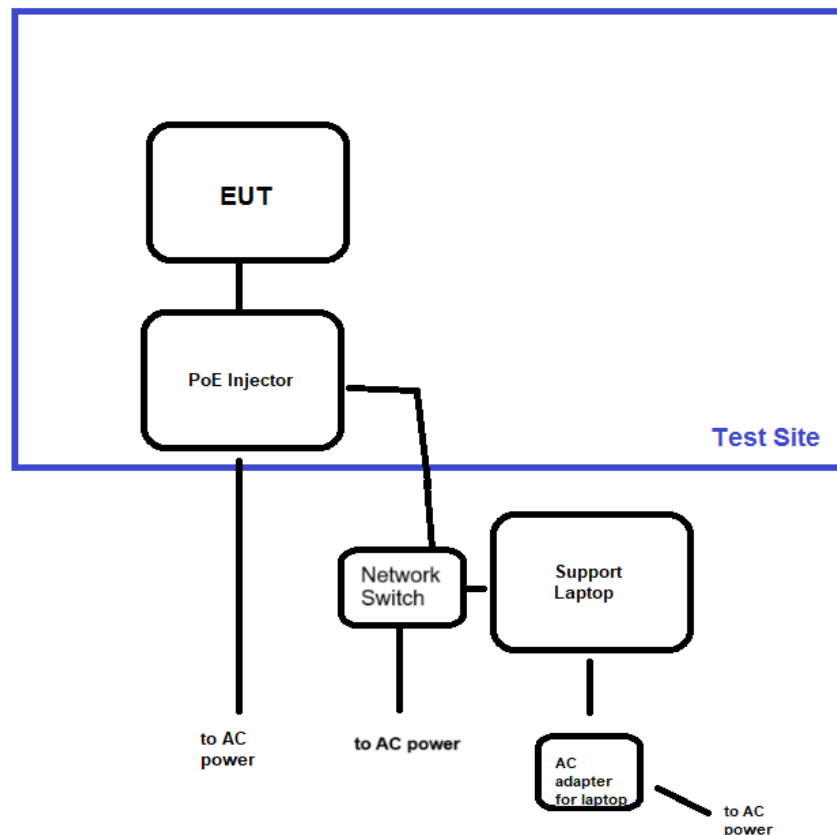 EUT
PoE Injector
Test Site
Network
Switch
Support
Laptop
to AC
power
to AC power
AC
adapter
for laptop
to AC
power